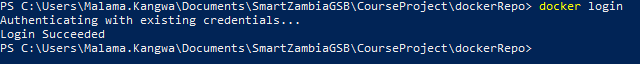 PS C:\Users\Malama.Kangwa\Documents\SmartZambiaGSB\CourseProject\dockerRepo> docker login
Authenticating with existing credentials...
Login Succeeded
PS C:\Users\Malama.Kangwa\Documents\SmartZambiaGSB\CourseProject\dockerRepo>